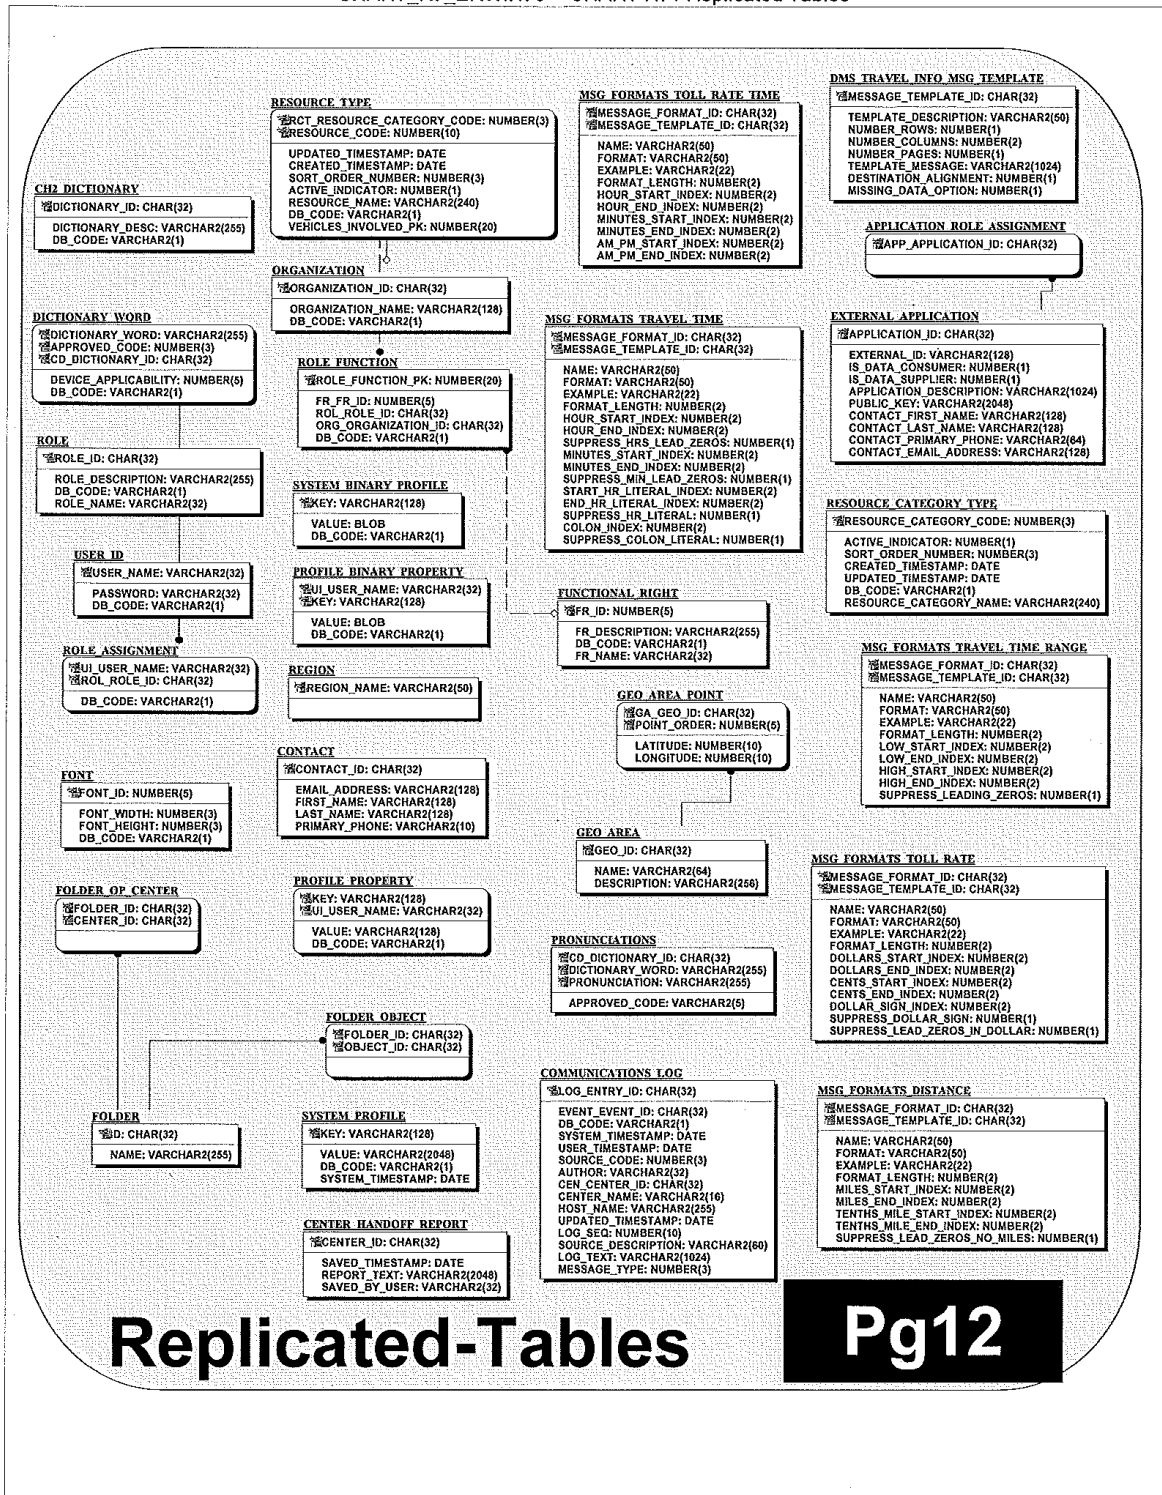 CH2_DICTIONARY
DICTIONARY_ID: CHAR(32)
DICTIONARY_DESC: VARCHAR2(255)
DB_CODE: VARCHAR2(1)
DICTIONARY_WORD
DICTIONARY_WORD: VARCHAR2(255)
APPROVED_CODE: NUMBER(3)
CD_DICTIONARY_ID: CHAR(32)
DEVICE_APPLICABILITY: NUMBER(5)
DB_CODE: VARCHAR2(1)
ROLE
ROLE_ID: CHAR(32)
ROLE_DESCRIPTION: VARCHAR2(255)
DB_CODE: VARCHAR2(1)
ROLE_NAME: VARCHAR2(32)
USER_ID
USER_NAME: VARCHAR2(32)
PASSWORD: VARCHAR2(32)
DB_CODE: VARCHAR2(1)
ROLE_ASSIGNMENT
UI_USER_NAME: VARCHAR2(32)
ROL_ROLE_ID: CHAR(32)
DB_CODE: VARCHAR2(1)
FONT
FONT_ID: NUMBER(5)
FONT_WIDTH: NUMBER(3)
FONT_HEIGHT: NUMBER(3)
DB_CODE: VARCHAR2(1)
FOLDER_OP_CENTER
FOLDER_ID: CHAR(32)
CENTER_ID: CHAR(32)
FOLDER
ID: CHAR(32)
NAME: VARCHAR2(255)
RESOURCE_TYPE
RCT_RESOURCE_CATEGORY_CODE: NUMBER(3)
RESOURCE_CODE: NUMBER(10)
UPDATED_TIMESTAMP: DATE
CREATED_TIMESTAMP: DATE
SORT_ORDER_NUMBER: NUMBER(3)
ACTIVE_INDICATOR: NUMBER(1)
RESOURCE_NAME: VARCHAR2(240)
DB_CODE: VARCHAR2(1)
VEHICLES_INVOLVED_PK: NUMBER(20)
ORGANIZATION
ORGANIZATION_ID: CHAR(32)
ORGANIZATION_NAME: VARCHAR2(128)
DB_CODE: VARCHAR2(1)
ROLE_FUNCTION
ROLE_FUNCTION_PK: NUMBER(20)
FR_FR_ID: NUMBER(5)
ROL_ROLE_ID: CHAR(32)
ORG_ORGANIZATION_ID: CHAR(32)
DB_CODE: VARCHAR2(1)
SYSTEM_BINARY_PROFILE
KEY: VARCHAR2(128)
VALUE: BLOB
DB_CODE: VARCHAR2(1)
PROFILE_BINARY_PROPERTY
UI_USER_NAME: VARCHAR2(32)
KEY: VARCHAR2(128)
VALUE: BLOB
DB_CODE: VARCHAR2(1)
REGION
REGION_NAME: VARCHAR2(50)
CONTACT
CONTACT_ID: CHAR(32)
EMAIL_ADDRESS: VARCHAR2(128)
FIRST_NAME: VARCHAR2(128)
LAST_NAME: VARCHAR2(128)
PRIMARY_PHONE: VARCHAR2(10)
PROFILE_PROPERTY
KEY: VARCHAR2(128)
UI_USER_NAME: VARCHAR2(32)
VALUE: VARCHAR2(128)
DB_CODE: VARCHAR2(1)
FOLDER_OBJECT
FOLDER_ID: CHAR(32)
OBJECT_ID: CHAR(32)
SYSTEM_PROFILE
KEY: VARCHAR2(128)
VALUE: VARCHAR2(2048)
DB_CODE: VARCHAR2(1)
SYSTEM_TIMESTAMP: DATE
CENTER_HANDOFF_REPORT
CENTER_ID: CHAR(32)
SAVED_TIMESTAMP: DATE
REPORT_TEXT: VARCHAR2(2048)
SAVED_BY_USER: VARCHAR2(32)
MSG_FORMATS_TOLL_RATE_TIME
MESSAGE_FORMAT_ID: CHAR(32)
MESSAGE_TEMPLATE_ID: CHAR(32)
NAME: VARCHAR2(50)
FORMAT: VARCHAR2(50)
EXAMPLE: VARCHAR2(22)
FORMAT_LENGTH: NUMBER(2)
HOUR_START_INDEX: NUMBER(2)
HOUR_END_INDEX: NUMBER(2)
MINUTES_START_INDEX: NUMBER(2)
MINUTES_END_INDEX: NUMBER(2)
AM_PM_START_INDEX: NUMBER(2)
AM_PM_END_INDEX: NUMBER(2)
MSG_FORMATS_TRAVEL_TIME
MESSAGE_FORMAT_ID: CHAR(32)
MESSAGE_TEMPLATE_ID: CHAR(32)
NAME: VARCHAR2(50)
FORMAT: VARCHAR2(50)
EXAMPLE: VARCHAR2(22)
FORMAT_LENGTH: NUMBER(2)
HOUR_START_INDEX: NUMBER(2)
HOUR_END_INDEX: NUMBER(2)
SUPPRESS_HRS_LEAD_ZEROS: NUMBER(1)
MINUTES_START_INDEX: NUMBER(2)
MINUTES_END_INDEX: NUMBER(2)
SUPPRESS_MIN_LEAD_ZEROS: NUMBER(1)
START_HR_LITERAL_INDEX: NUMBER(2)
END_HR_LITERAL_INDEX: NUMBER(2)
SUPPRESS_HR_LITERAL: NUMBER(1)
COLON_INDEX: NUMBER(2)
SUPPRESS_COLON_LITERAL: NUMBER(1)
FUNCTIONAL_RIGHT
FR_ID: NUMBER(5)
FR_DESCRIPTION: VARCHAR2(255)
DB_CODE: VARCHAR2(1)
FR_NAME: VARCHAR2(32)
GEO_AREA_POINT
GA_GEO_ID: CHAR(32)
POINT_ORDER: NUMBER(5)
LATITUDE: NUMBER(10)
LONGITUDE: NUMBER(10)
GEO_AREA
GEO_ID: CHAR(32)
NAME: VARCHAR2(64)
DESCRIPTION: VARCHAR2(256)
PRONUNCIATIONS
CD_DICTIONARY_ID: CHAR(32)
DICTIONARY_WORD: VARCHAR2(255)
PRONUNCIATION: VARCHAR2(255)
APPROVED_CODE: VARCHAR2(5)
COMMUNICATIONS_LOG
LOG_ENTRY_ID: CHAR(32)
EVENT_EVENT_ID: CHAR(32)
DB_CODE: VARCHAR2(1)
SYSTEM_TIMESTAMP: DATE
USER_TIMESTAMP: DATE
SOURCE_CODE: NUMBER(3)
AUTHOR: VARCHAR2(32)
CEN_CENTER_ID: CHAR(32)
CENTER_NAME: VARCHAR2(16)
HOST_NAME: VARCHAR2(255)
UPDATED_TIMESTAMP: DATE
LOG_SEQ: NUMBER(10)
SOURCE_DESCRIPTION: VARCHAR2(60)
LOG_TEXT: VARCHAR2(1024)
MESSAGE_TYPE: NUMBER(3)
DMS_TRAVEL_INFO_MSG_TEMPLATE
MESSAGE_TEMPLATE_ID: CHAR(32)
TEMPLATE_DESCRIPTION: VARCHAR2(50)
NUMBER_ROWS: NUMBER(1)
NUMBER_COLUMNS: NUMBER(2)
NUMBER_PAGES: NUMBER(1)
TEMPLATE_MESSAGE: VARCHAR2(1024)
DESTINATION_ALIGNMENT: NUMBER(1)
MISSING_DATA_OPTION: NUMBER(1)
APPLICATION_ROLE_ASSIGNMENT
APP_APPLICATION_ID: CHAR(32)
EXTERNAL_APPLICATION
APPLICATION_ID: CHAR(32)
EXTERNAL_ID: VARCHAR2(128)
IS_DATA_CONSUMER: NUMBER(1)
IS_DATA_SUPPLIER: NUMBER(1)
APPLICATION_DESCRIPTION: VARCHAR2(1024)
PUBLIC_KEY: VARCHAR2(2048)
CONTACT_FIRST_NAME: VARCHAR2(128)
CONTACT_LAST_NAME: VARCHAR2(128)
CONTACT_PRIMARY_PHONE: VARCHAR2(64)
CONTACT_EMAIL_ADDRESS: VARCHAR2(128)
RESOURCE_CATEGORY_TYPE
RESOURCE_CATEGORY_CODE: NUMBER(3)
ACTIVE_INDICATOR: NUMBER(1)
SORT_ORDER_NUMBER: NUMBER(3)
CREATED_TIMESTAMP: DATE
UPDATED_TIMESTAMP: DATE
DB_CODE: VARCHAR2(1)
RESOURCE_CATEGORY_NAME: VARCHAR2(240)
MSG_FORMATS_TRAVEL_TIME_RANGE
MESSAGE_FORMAT_ID: CHAR(32)
MESSAGE_TEMPLATE_ID: CHAR(32)
NAME: VARCHAR2(50)
FORMAT: VARCHAR2(50)
EXAMPLE: VARCHAR2(22)
FORMAT_LENGTH: NUMBER(2)
LOW_START_INDEX: NUMBER(2)
LOW_END_INDEX: NUMBER(2)
HIGH_START_INDEX: NUMBER(2)
HIGH_END_INDEX: NUMBER(2)
SUPPRESS_LEADING_ZEROS: NUMBER(1)
MSG_FORMATS_TOLL_RATE
MESSAGE_FORMAT_ID: CHAR(32)
MESSAGE_TEMPLATE_ID: CHAR(32)
NAME: VARCHAR2(50)
FORMAT: VARCHAR2(50)
EXAMPLE: VARCHAR2(22)
FORMAT_LENGTH: NUMBER(2)
DOLLARS_START_INDEX: NUMBER(2)
DOLLARS_END_INDEX: NUMBER(2)
CENTS_START_INDEX: NUMBER(2)
CENTS_END_INDEX: NUMBER(2)
DOLLAR_SIGN_INDEX: NUMBER(2)
SUPPRESS_DOLLAR_SIGN: NUMBER(1)
SUPPRESS_LEAD_ZEROS_IN_DOLLAR: NUMBER(1)
MSG_FORMATS_DISTANCE
MESSAGE_FORMAT_ID: CHAR(32)
MESSAGE_TEMPLATE_ID: CHAR(32)
NAME: VARCHAR2(50)
FORMAT: VARCHAR2(50)
EXAMPLE: VARCHAR2(22)
FORMAT_LENGTH: NUMBER(2)
MILES_START_INDEX: NUMBER(2)
MILES_END_INDEX: NUMBER(2)
TENTHS_MILE_START_INDEX: NUMBER(2)
TENTHS_MILE_END_INDEX: NUMBER(2)
SUPPRESS_LEAD_ZEROS_NO_MILES: NUMBER(1)
Replicated-Tables
Pg12